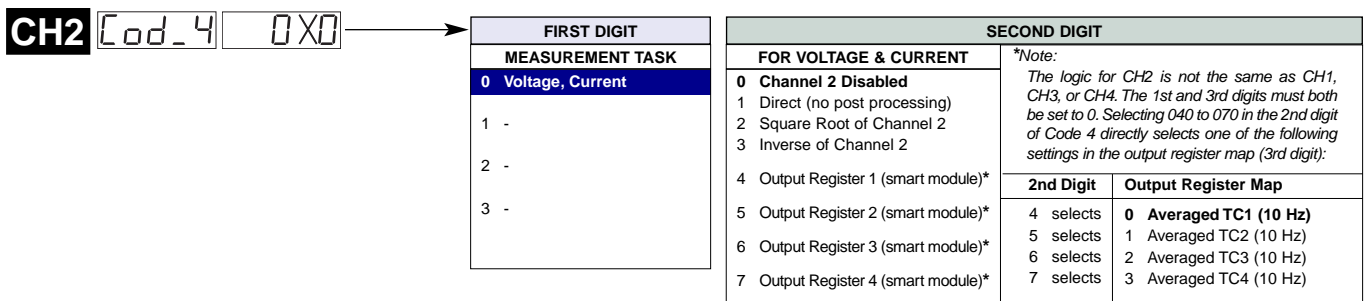 CH2 Cod_4 0X0
FIRST DIGIT
MEASUREMENT TASK
0 Voltage, Current
1 -
2 -
3 -
SECOND DIGIT
FOR VOLTAGE & CURRENT
0 Channel 2 Disabled
1 Direct (no post processing)
2 Square Root of Channel 2
3 Inverse of Channel 2
4 Output Register 1 (smart module)*
5 Output Register 2 (smart module)*
6 Output Register 3 (smart module)*
7 Output Register 4 (smart module)*
*Note:
The logic for CH2 is not the same as CH1,
CH3, or CH4. The 1st and 3rd digits must both
be set to 0. Selecting 040 to 070 in the 2nd digit
of Code 4 directly selects one of the following
settings in the output register map (3rd digit):
2nd Digit Output Register Map
4 selects 0 Averaged TC1 (10 Hz)
5 selects 1 Averaged TC2 (10 Hz)
6 selects 2 Averaged TC3 (10 Hz)
7 selects 3 Averaged TC4 (10 Hz)